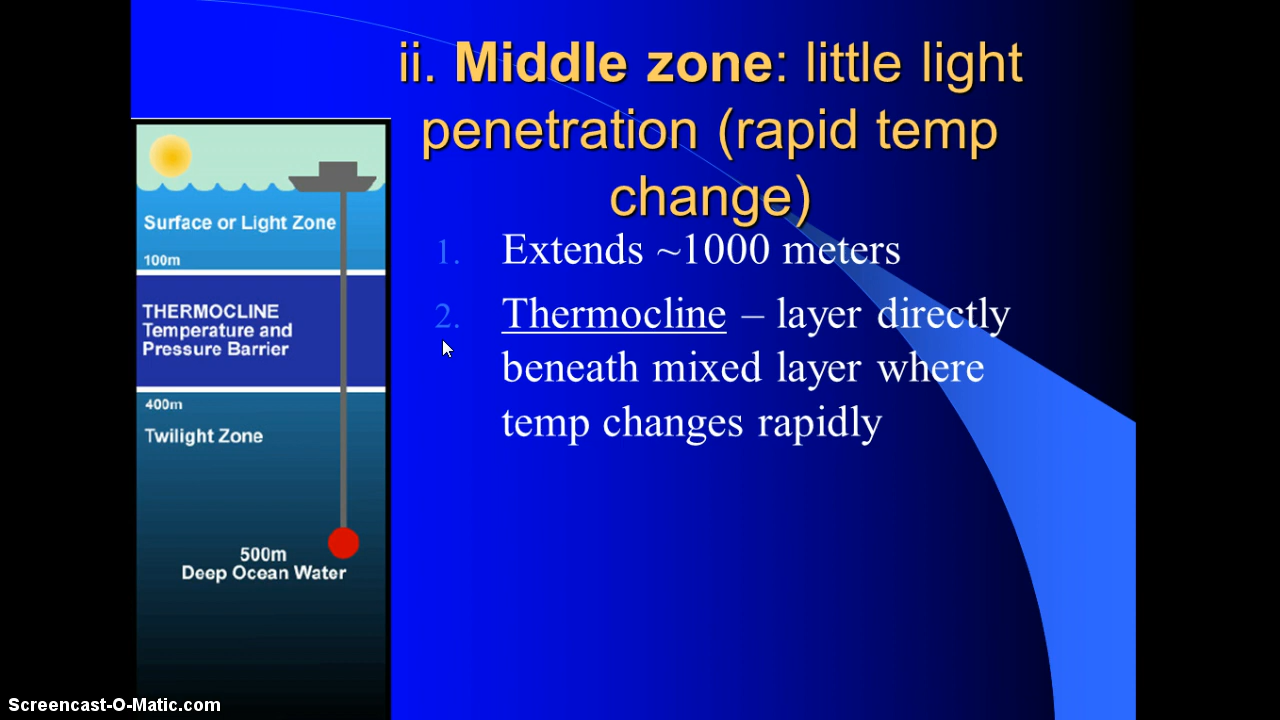 ii. Middle zone: little light
penetration (rapid temp
change)
Surface or Light Zone
100m
THERMOCLINE
Temperature and
Pressure Barrier
400m
Twilight Zone
500m
Deep Ocean Water
1. Extends ~1000 meters
2. Thermocline – layer directly
beneath mixed layer where
temp changes rapidly
Screencast-O-Matic.com